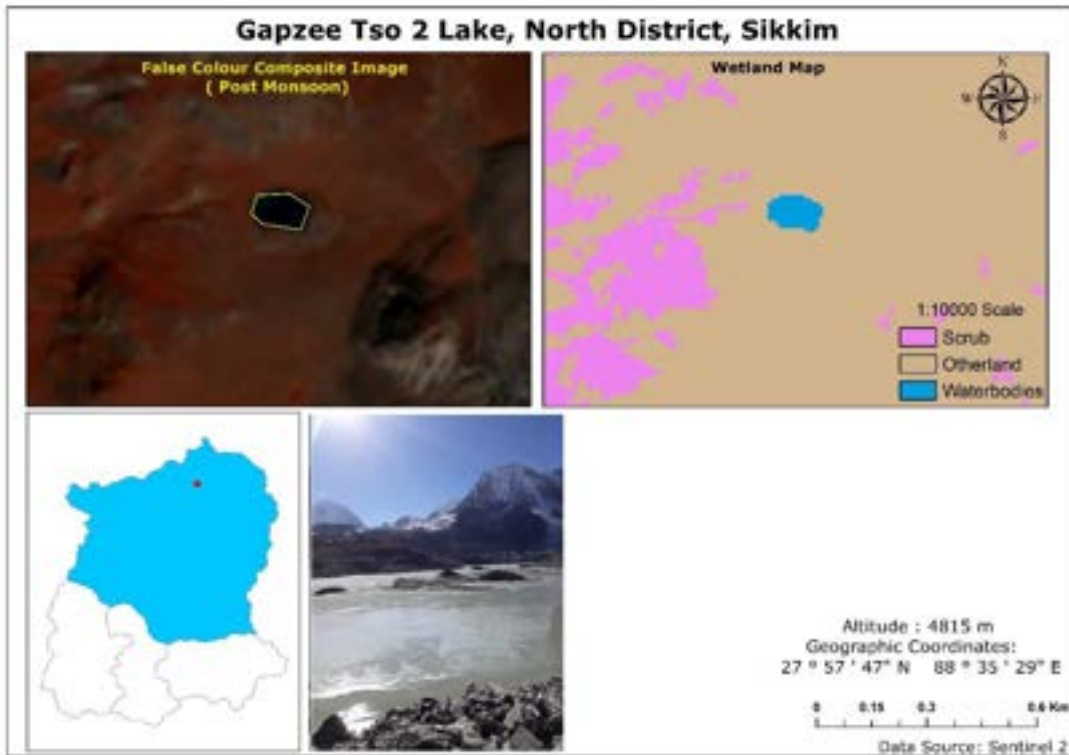 Gapzee Tso 2 Lake, North District, Sikkim
False Colour Composite Image
( Post Monsoon)
Wetland Map
N
W E
S
1:10000 Scale
Scrub
Otherland
Waterbodies
Altitude : 4815 m
Geographic Coordinates:
27 º 57 ' 47" N 88 º 35 ' 29" E
0 0.15 0.3 0.6 Km
Data Source: Sentinel 2